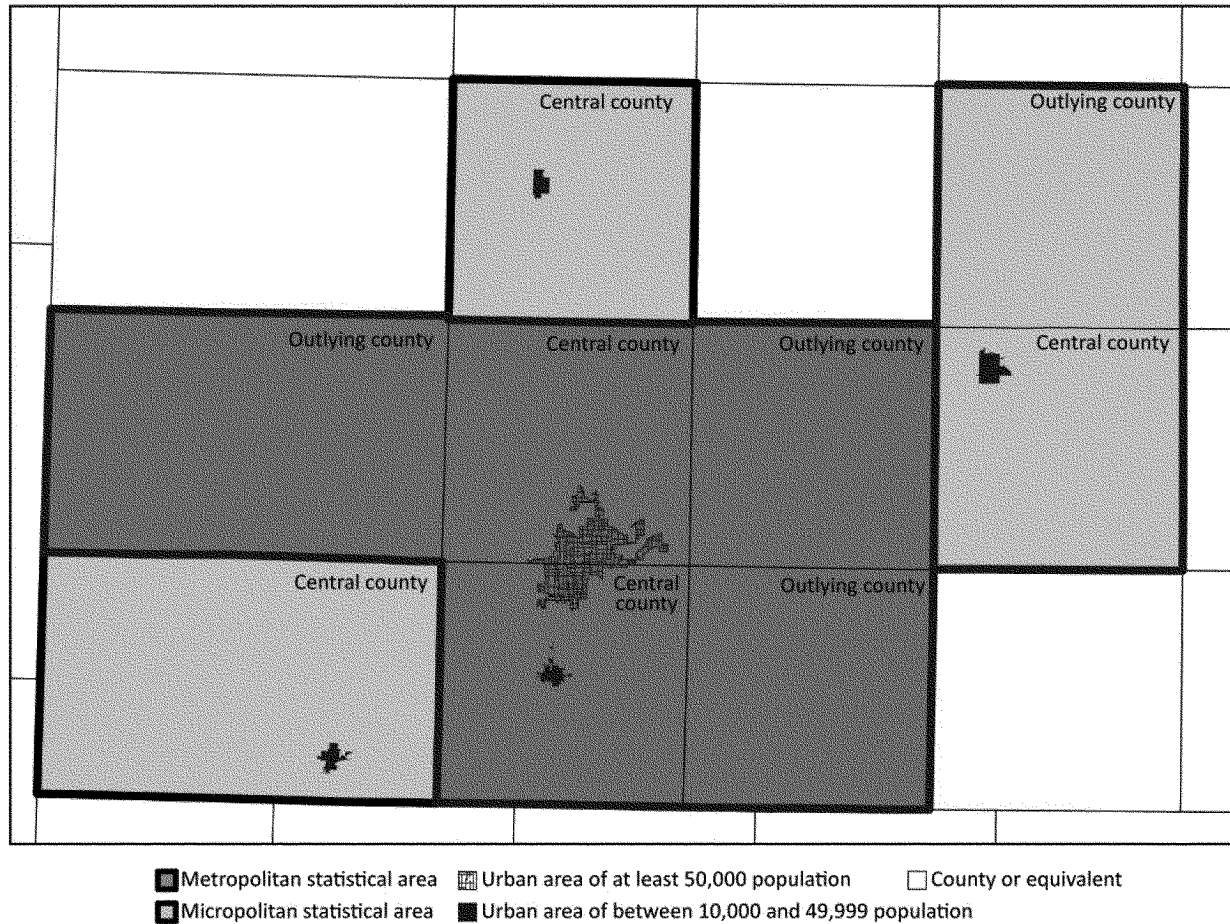 Central county
Outlying county
Outlying county
Central county
Outlying county
Central county
Central county
Central
county
Outlying county
Metropolitan statistical area
Urban area of at least 50,000 population
County or equivalent
Micropolitan statistical area
Urban area of between 10,000 and 49,999 population